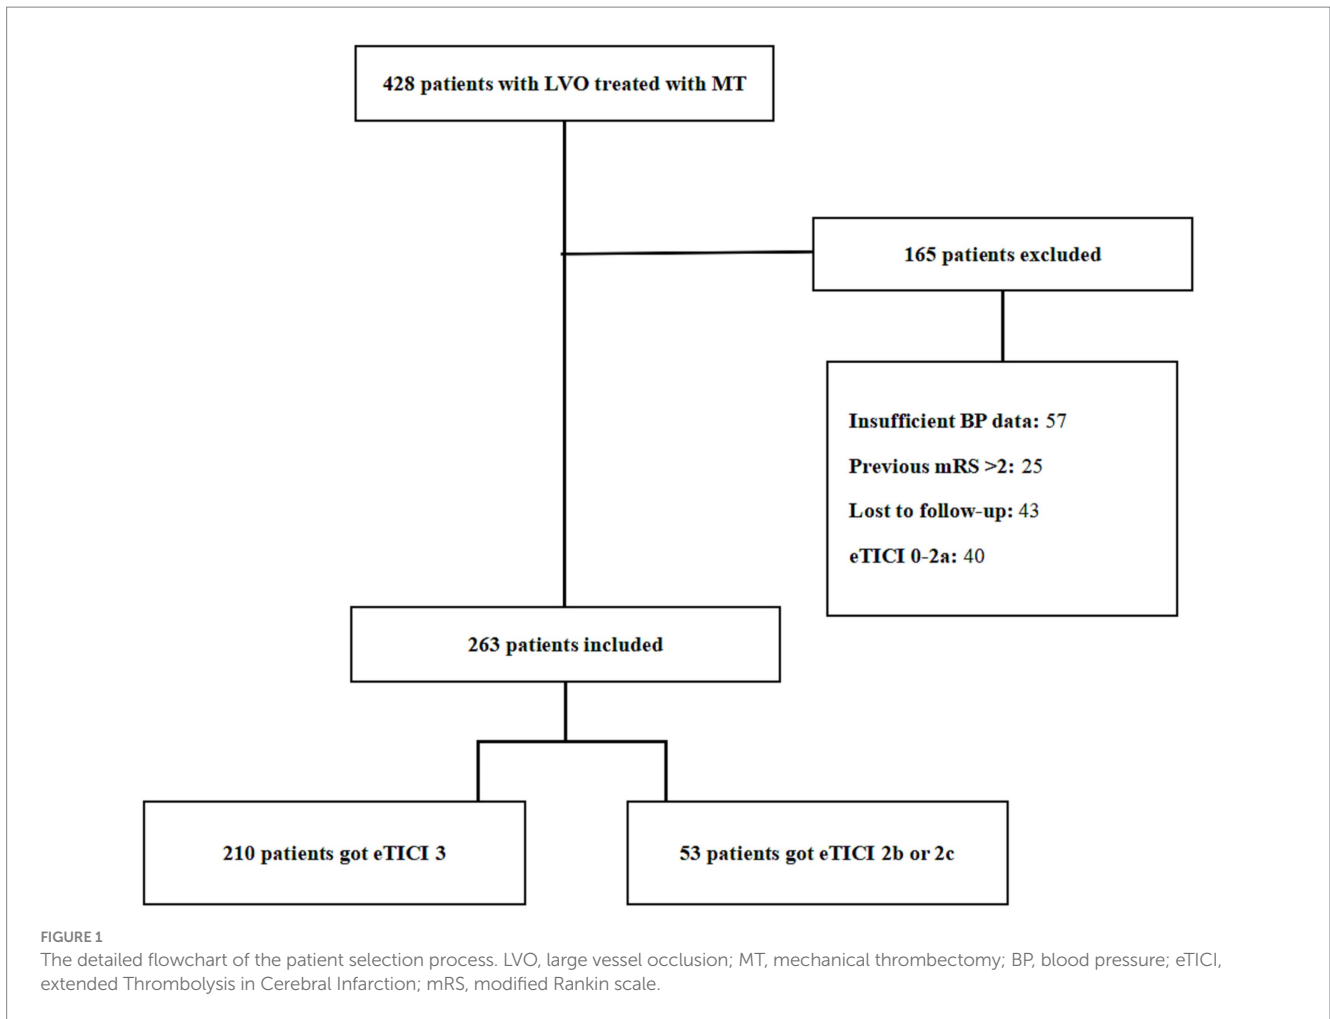 428 patients with LVO treated with MT
165 patients excluded
Insufficient BP data: 57
Previous mRS >2: 25
Lost to follow-up: 43
eTICI 0-2a: 40
263 patients included
210 patients got eTICI 3
53 patients got eTICI 2b or 2c
FIGURE 1
The detailed flowchart of the patient selection process. LVO, large vessel occlusion; MT, mechanical thrombectomy; BP, blood pressure; eTICI,
extended Thrombolysis in Cerebral Infarction; mRS, modified Rankin scale.